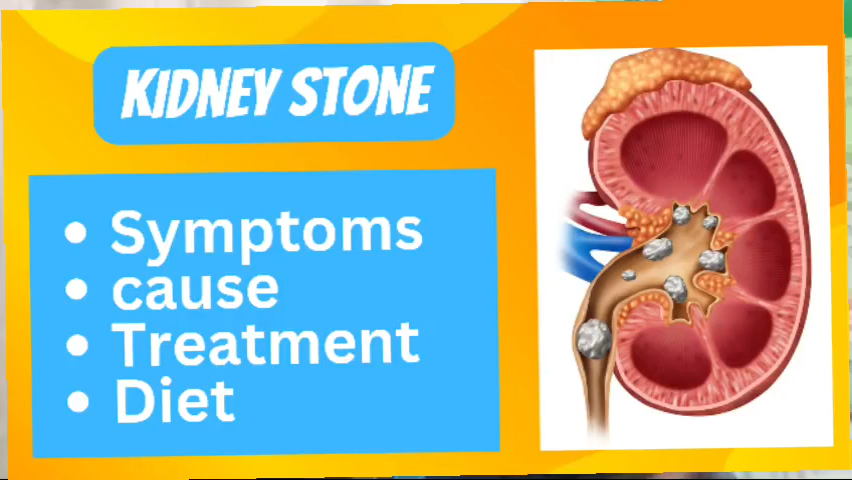 KIDNEY STONE
• Symptoms
• cause
• Treatment
• Diet